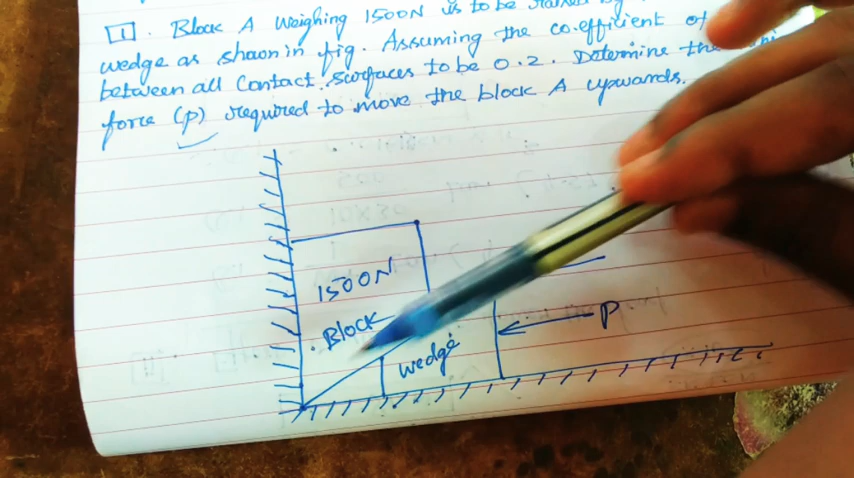 1. Block A weighing 1500N is to be
wedge as shown in fig. Assuming the co.efficient of
between all Contact surfaces to be 0.2. Determine the
force (p) required to move the block A upwards.
1500N
Block
wedge
P